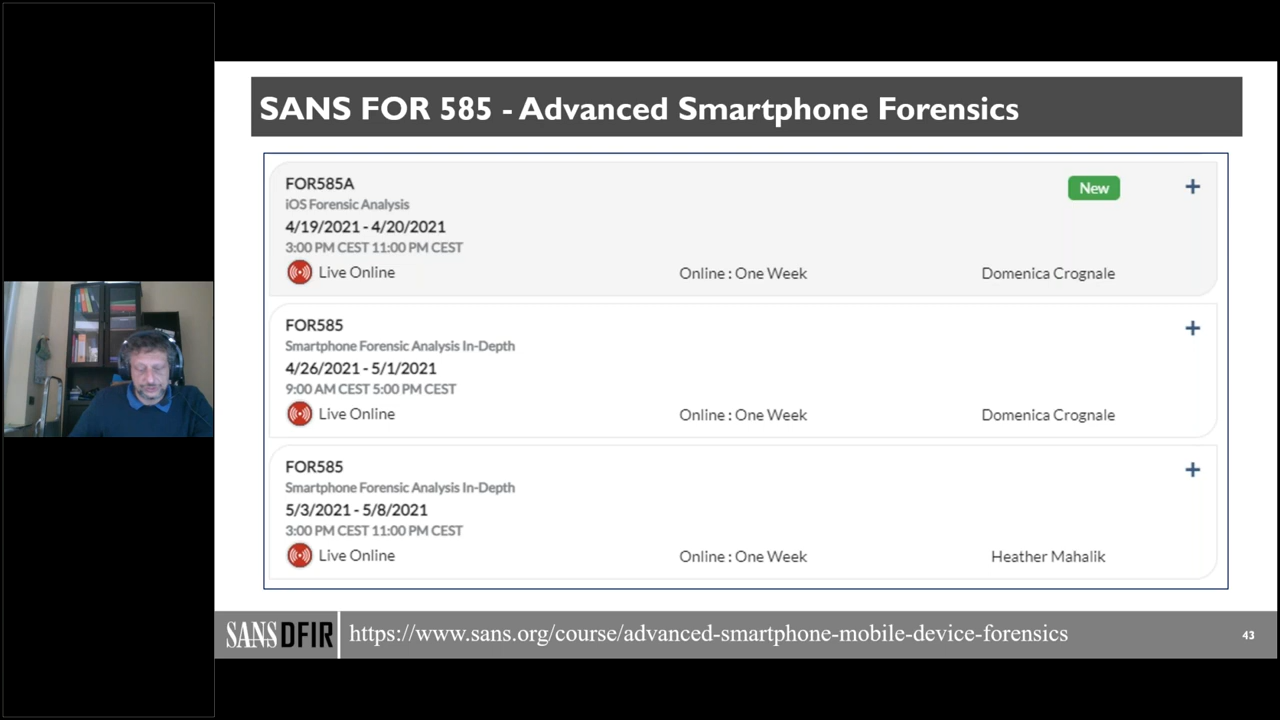 SANS FOR 585 - Advanced Smartphone Forensics
FOR585A
New
+
iOS Forensic Analysis
4/19/2021 - 4/20/2021
3:00 PM CEST 11:00 PM CEST
Live Online
Online : One Week
Domenica Crognale
FOR585
+
Smartphone Forensic Analysis In-Depth
4/26/2021 - 5/1/2021
9:00 AM CEST 5:00 PM CEST
Live Online
Online : One Week
Domenica Crognale
FOR585
+
Smartphone Forensic Analysis In-Depth
5/3/2021 - 5/8/2021
3:00 PM CEST 11:00 PM CEST
Live Online
Online : One Week
Heather Mahalik
SANS DFIR
https://www.sans.org/course/advanced-smartphone-mobile-device-forensics
43